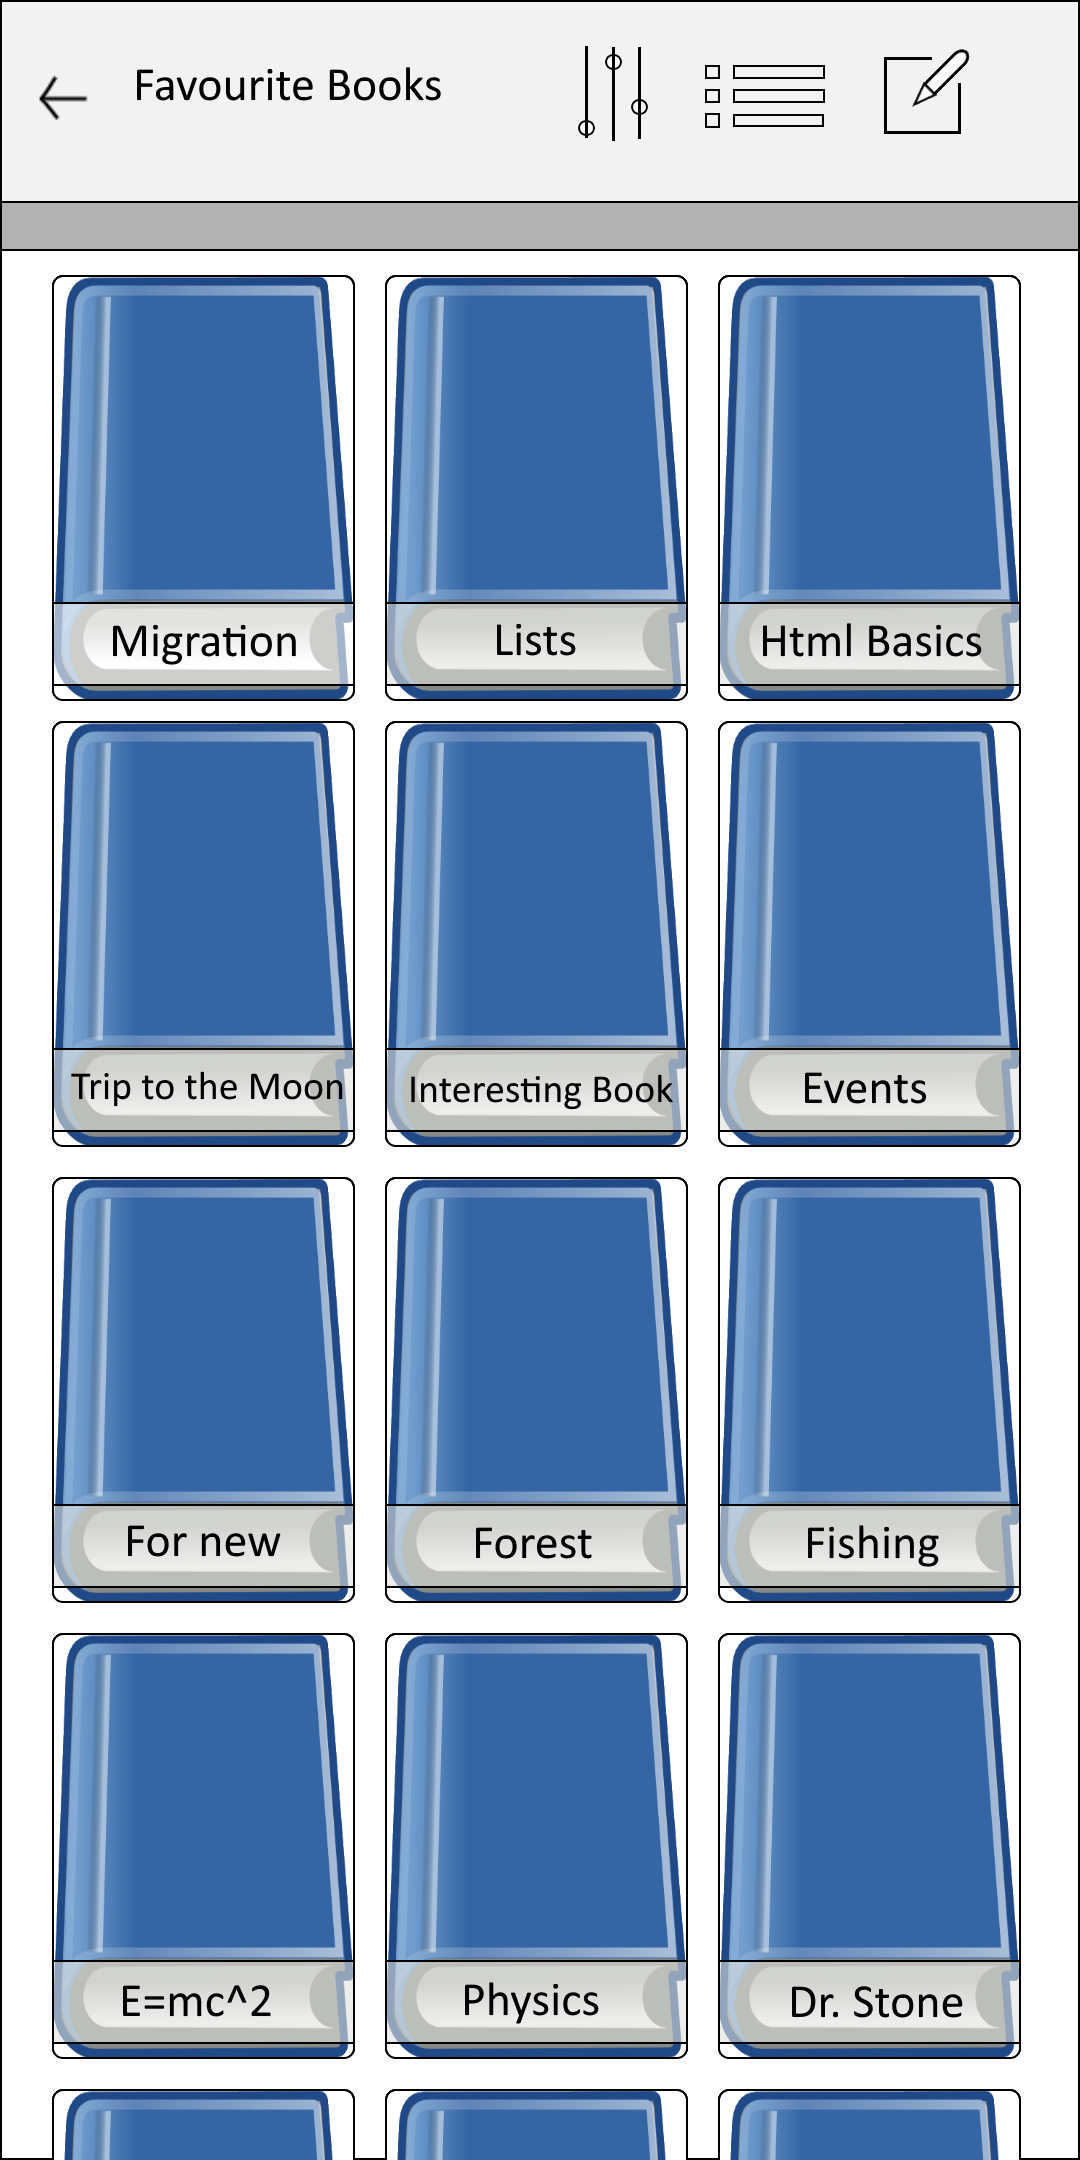 Favourite Books
Migration
Lists
Html Basics
Trip to the Moon
Interesting Book
Events
For new
Forest
Fishing
E=mc^2
Physics
Dr. Stone